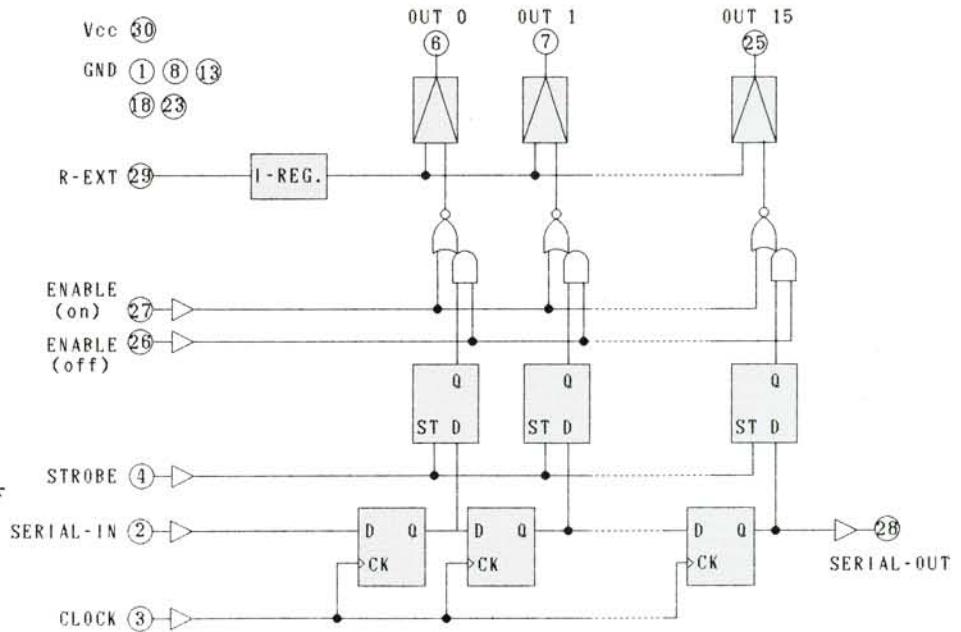 OUT 0 OUT 1 OUT 15
Vcc 30
6 7 25
GND 1 8 13
18 23
R-EXT 29 I-REG.
ENABLE
(on) 27
ENABLE 26
(off)
Q Q Q
ST D ST D ST D
STROBE 4
SERIAL-IN 2 D Q D Q D Q 28
CK CK CK SERIAL-OUT
CLOCK 3